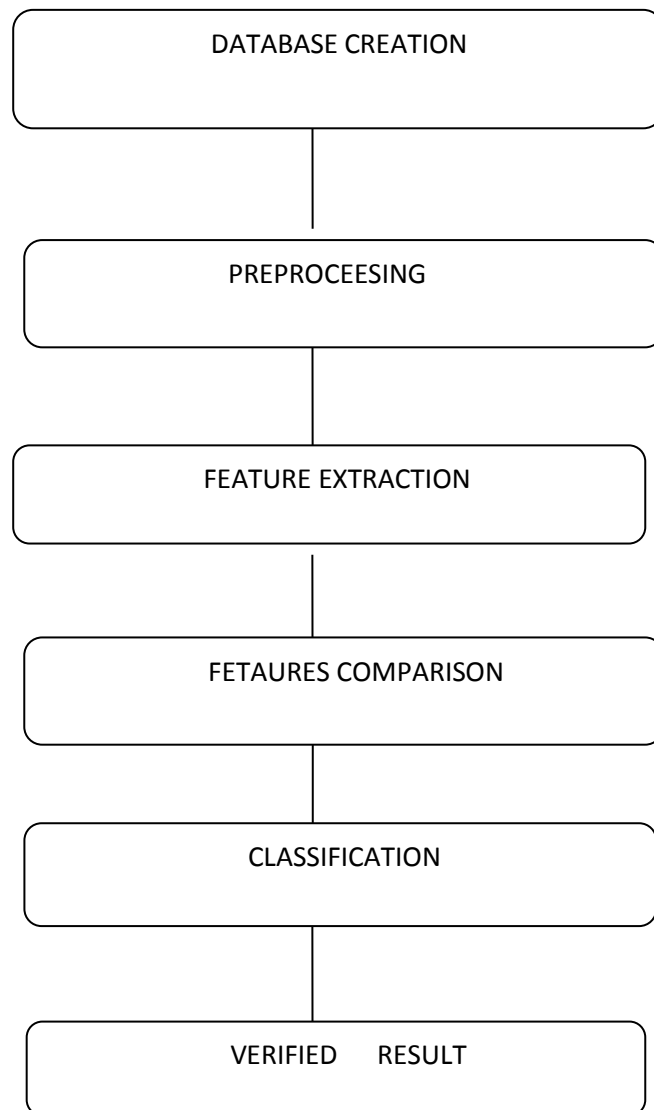 DATABASE CREATION
PREPROCEESING
FEATURE EXTRACTION
FETAURES COMPARISON
CLASSIFICATION
VERIFIED RESULT